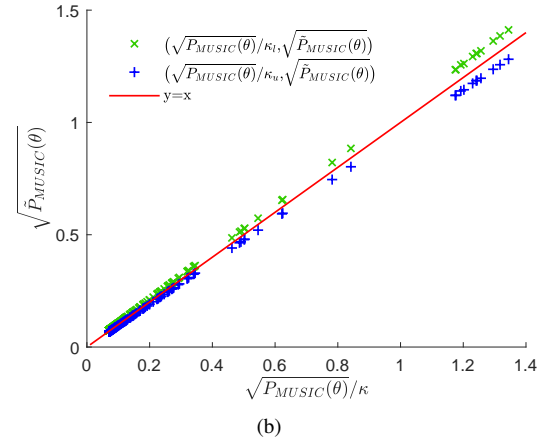 1.5
(√P_MUSIC(θ)/κ_l, √P̃_MUSIC(θ))
(√P_MUSIC(θ)/κ_u, √P̃_MUSIC(θ))
y=x
1
√P̃_MUSIC(θ)
0.5
0
0 0.2 0.4 0.6 0.8 1 1.2 1.4
√P_MUSIC(θ)/κ
(b)